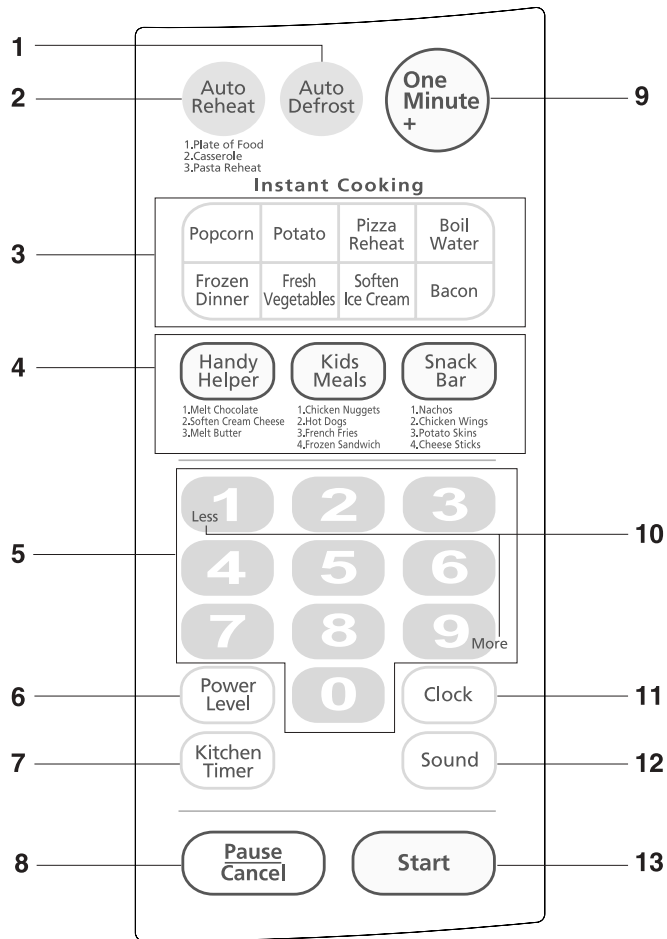 1
Auto
Reheat
Auto
Defrost
One
Minute
+
2
9
1.Plate of Food
2.Casserole
3.Pasta Reheat
Instant Cooking
3
Popcorn
Potato
Pizza
Reheat
Boil
Water
Frozen
Dinner
Fresh
Vegetables
Soften
Ice Cream
Bacon
4
Handy
Helper
Kids
Meals
Snack
Bar
1.Melt Chocolate
2.Soften Cream Cheese
3.Melt Butter
1.Chicken Nuggets
2.Hot Dogs
3.French Fries
4.Frozen Sandwich
1.Nachos
2.Chicken Wings
3.Potato Skins
4.Cheese Sticks
1
Less
2
3
10
5
4
5
6
7
8
9
More
6
Power
Level
0
Clock
11
7
Kitchen
Timer
Sound
12
8
Pause
Cancel
Start
13